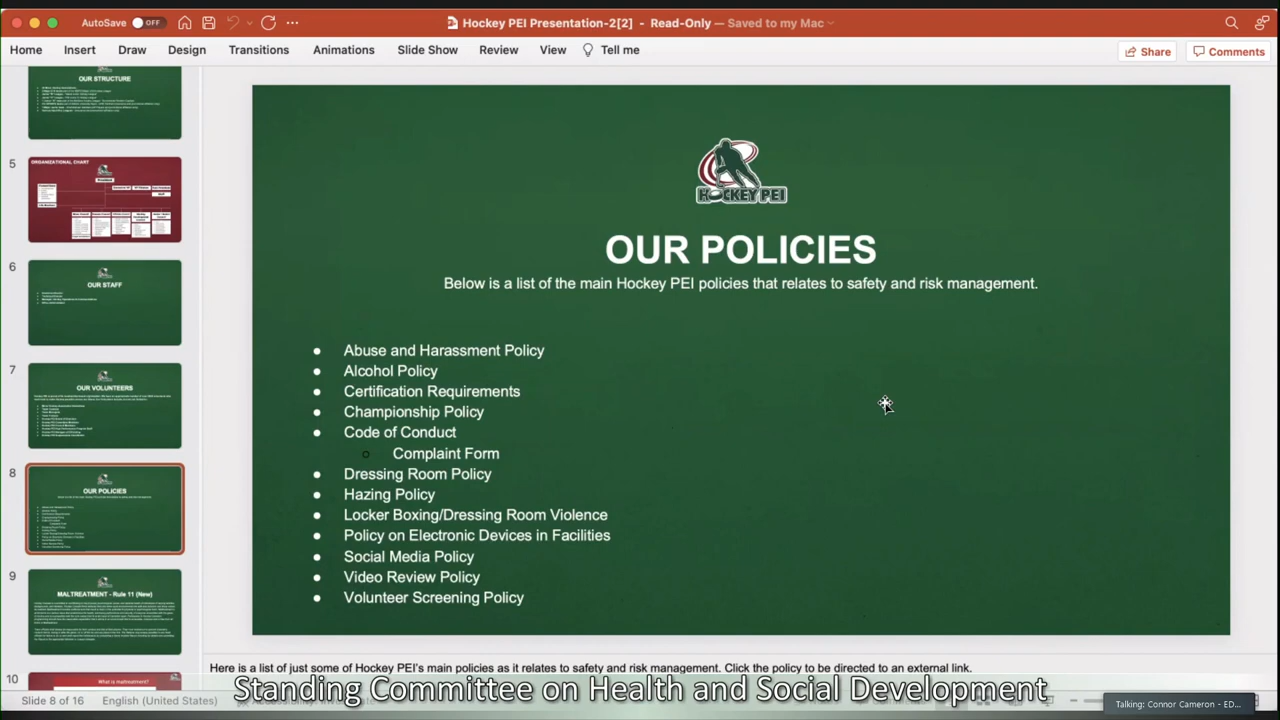 AutoSave OFF
Hockey PEI Presentation-2[2] - Read-Only — Saved to my Mac
Home Insert Draw Design Transitions Animations Slide Show Review View Tell me
Share Comments
OUR STRUCTURE
5
ORGANIZATIONAL CHART
6
OUR STAFF
7
OUR VOLUNTEERS
8
OUR POLICIES
9
MALTREATMENT - Rule 11 (New)
10
What is maltreatment?
HOCKEY PEI
OUR POLICIES
Below is a list of the main Hockey PEI policies that relates to safety and risk management.
● Abuse and Harassment Policy
● Alcohol Policy
● Certification Requirements
● Championship Policy
● Code of Conduct
○ Complaint Form
● Dressing Room Policy
● Hazing Policy
● Locker Boxing/Dressing Room Violence
● Policy on Electronic Devices in Facilities
● Social Media Policy
● Video Review Policy
● Volunteer Screening Policy
Here is a list of just some of Hockey PEI's main policies as it relates to safety and risk management. Click the policy to be directed to an external link.
Standing Committee on Health and Social Development
Slide 8 of 16 English (United States)
Talking: Connor Cameron - ED...